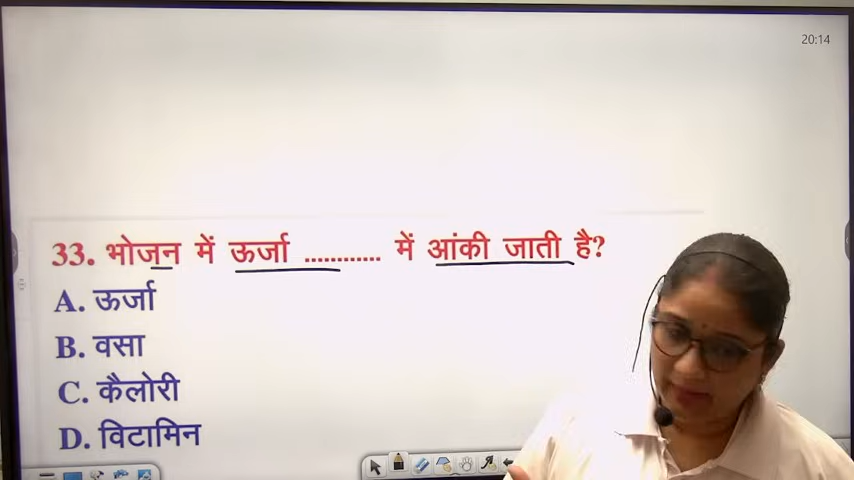 20:14
33. भोजन में ऊर्जा ............ में आंकी जाती है?
A. ऊर्जा
B. वसा
C. कैलोरी
D. विटामिन